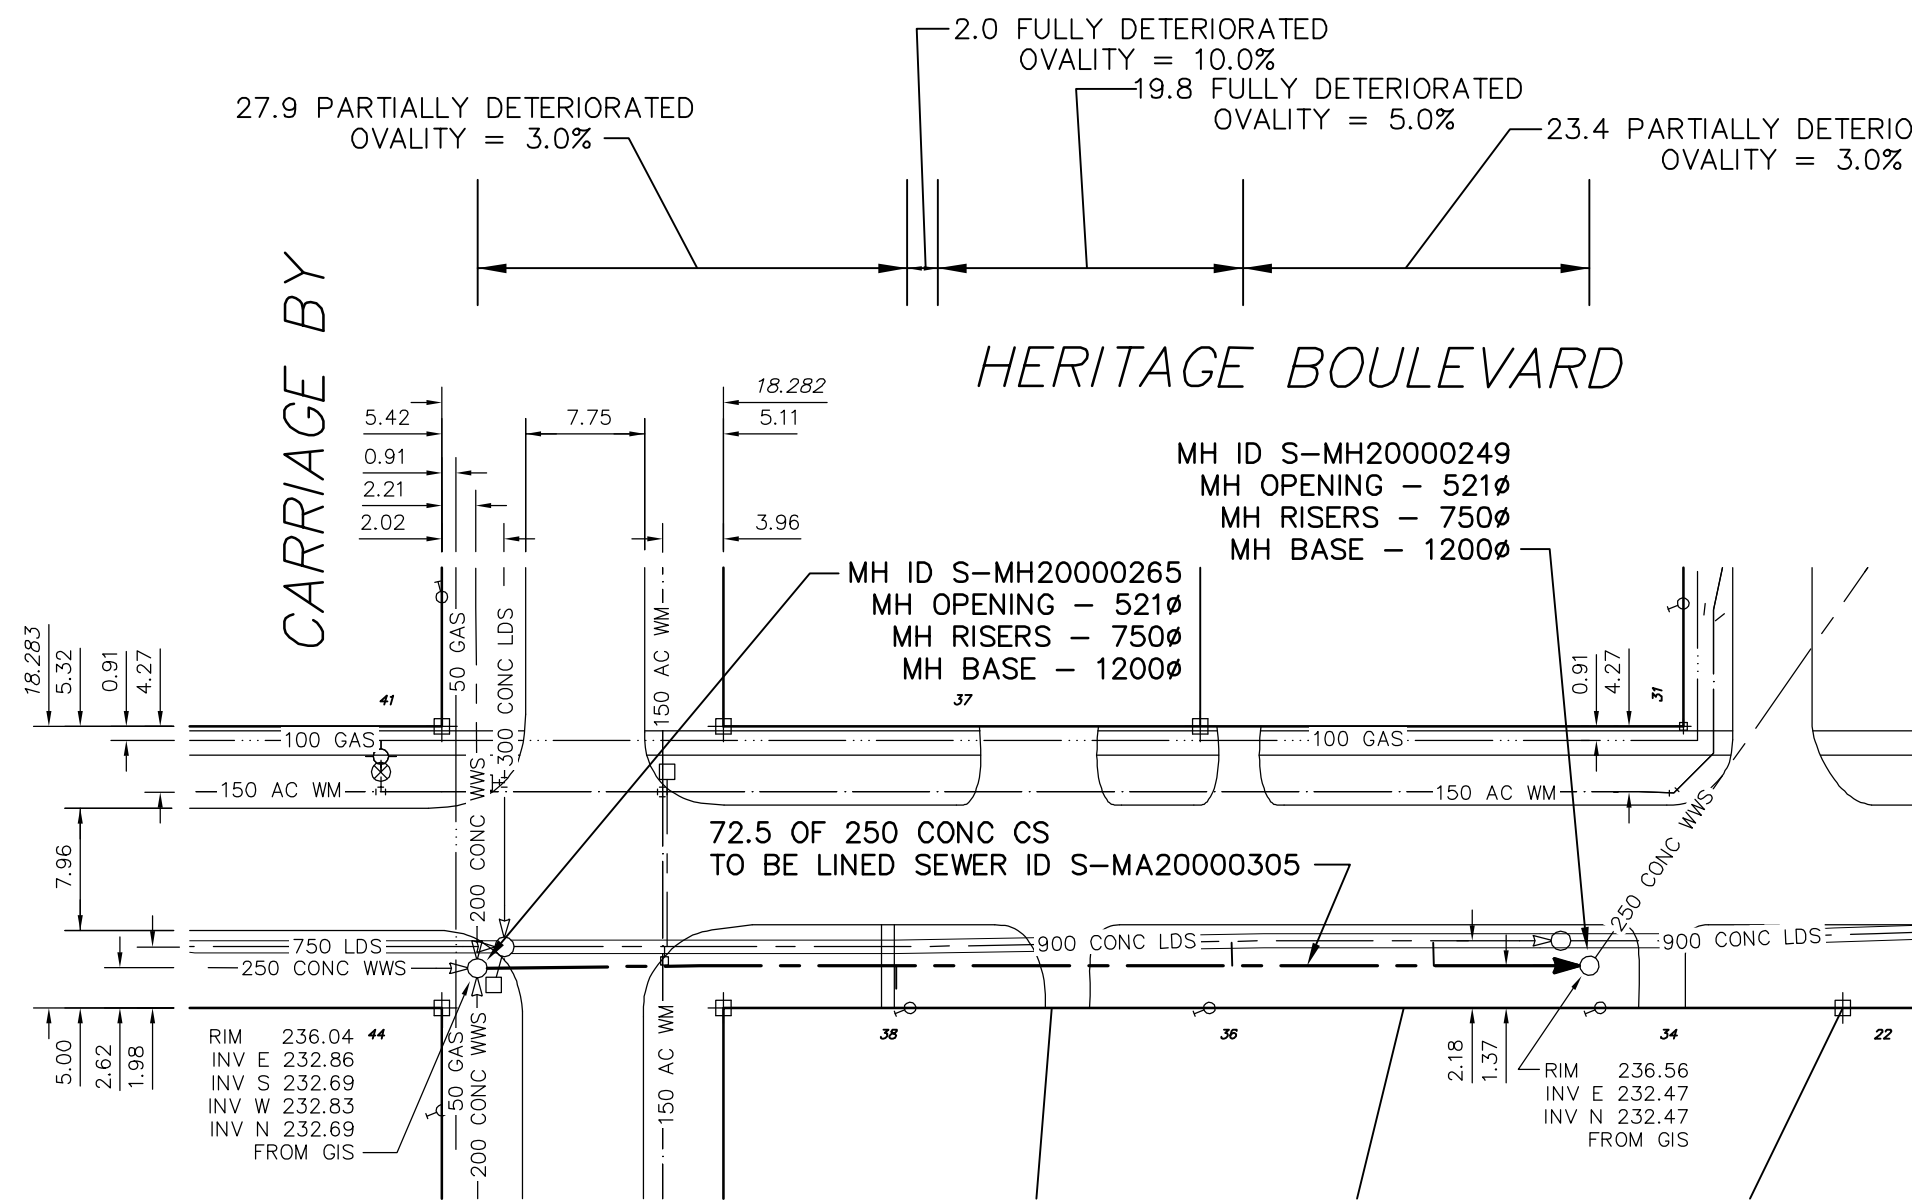 2.0 FULLY DETERIORATED
OVALITY = 10.0%
19.8 FULLY DETERIORATED
OVALITY = 5.0%
27.9 PARTIALLY DETERIORATED
OVALITY = 3.0%
23.4 PARTIALLY DETERIO
OVALITY = 3.0%
CARRIAGE BY
HERITAGE BOULEVARD
18.282
5.42
7.75
5.11
0.91
2.21
2.02
3.96
MH ID S-MH20000249
MH OPENING - 521ø
MH RISERS - 750ø
MH BASE - 1200ø
MH ID S-MH20000265
MH OPENING - 521ø
MH RISERS - 750ø
MH BASE - 1200ø
50 GAS
300 CONC LDS
150 AC WM
18.283
5.32
0.91
4.27
41
37
0.91
4.27
31
100 GAS
100 GAS
150 AC WM
150 AC WM
200 CONC WWS
250 CONC WWS
7.96
72.5 OF 250 CONC CS
TO BE LINED SEWER ID S-MA20000305
750 LDS
900 CONC LDS
900 CONC LDS
250 CONC WWS
5.00
2.62
1.98
44
38
36
34
22
RIM 236.04
INV E 232.86
INV S 232.69
INV W 232.83
INV N 232.69
FROM GIS
50 GAS
200 CONC WWS
150 AC WM
2.18
1.37
RIM 236.56
INV E 232.47
INV N 232.47
FROM GIS